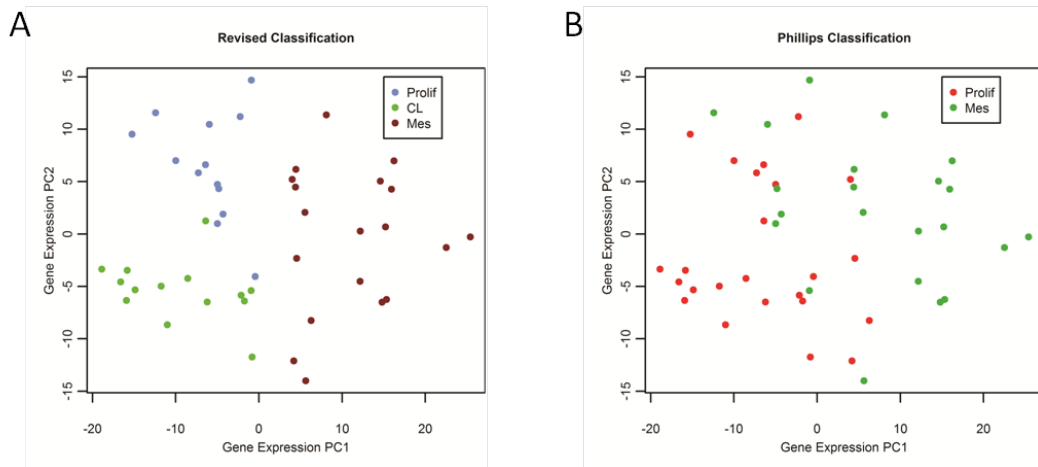 A
Revised Classification
Prolif
CL
Mes
Gene Expression PC2
15
10
5
0
-5
-10
-15
-20
-10
0
10
20
Gene Expression PC1
B
Phillips Classification
Prolif
Mes
Gene Expression PC2
15
10
5
0
-5
-10
-15
-20
-10
0
10
20
Gene Expression PC1